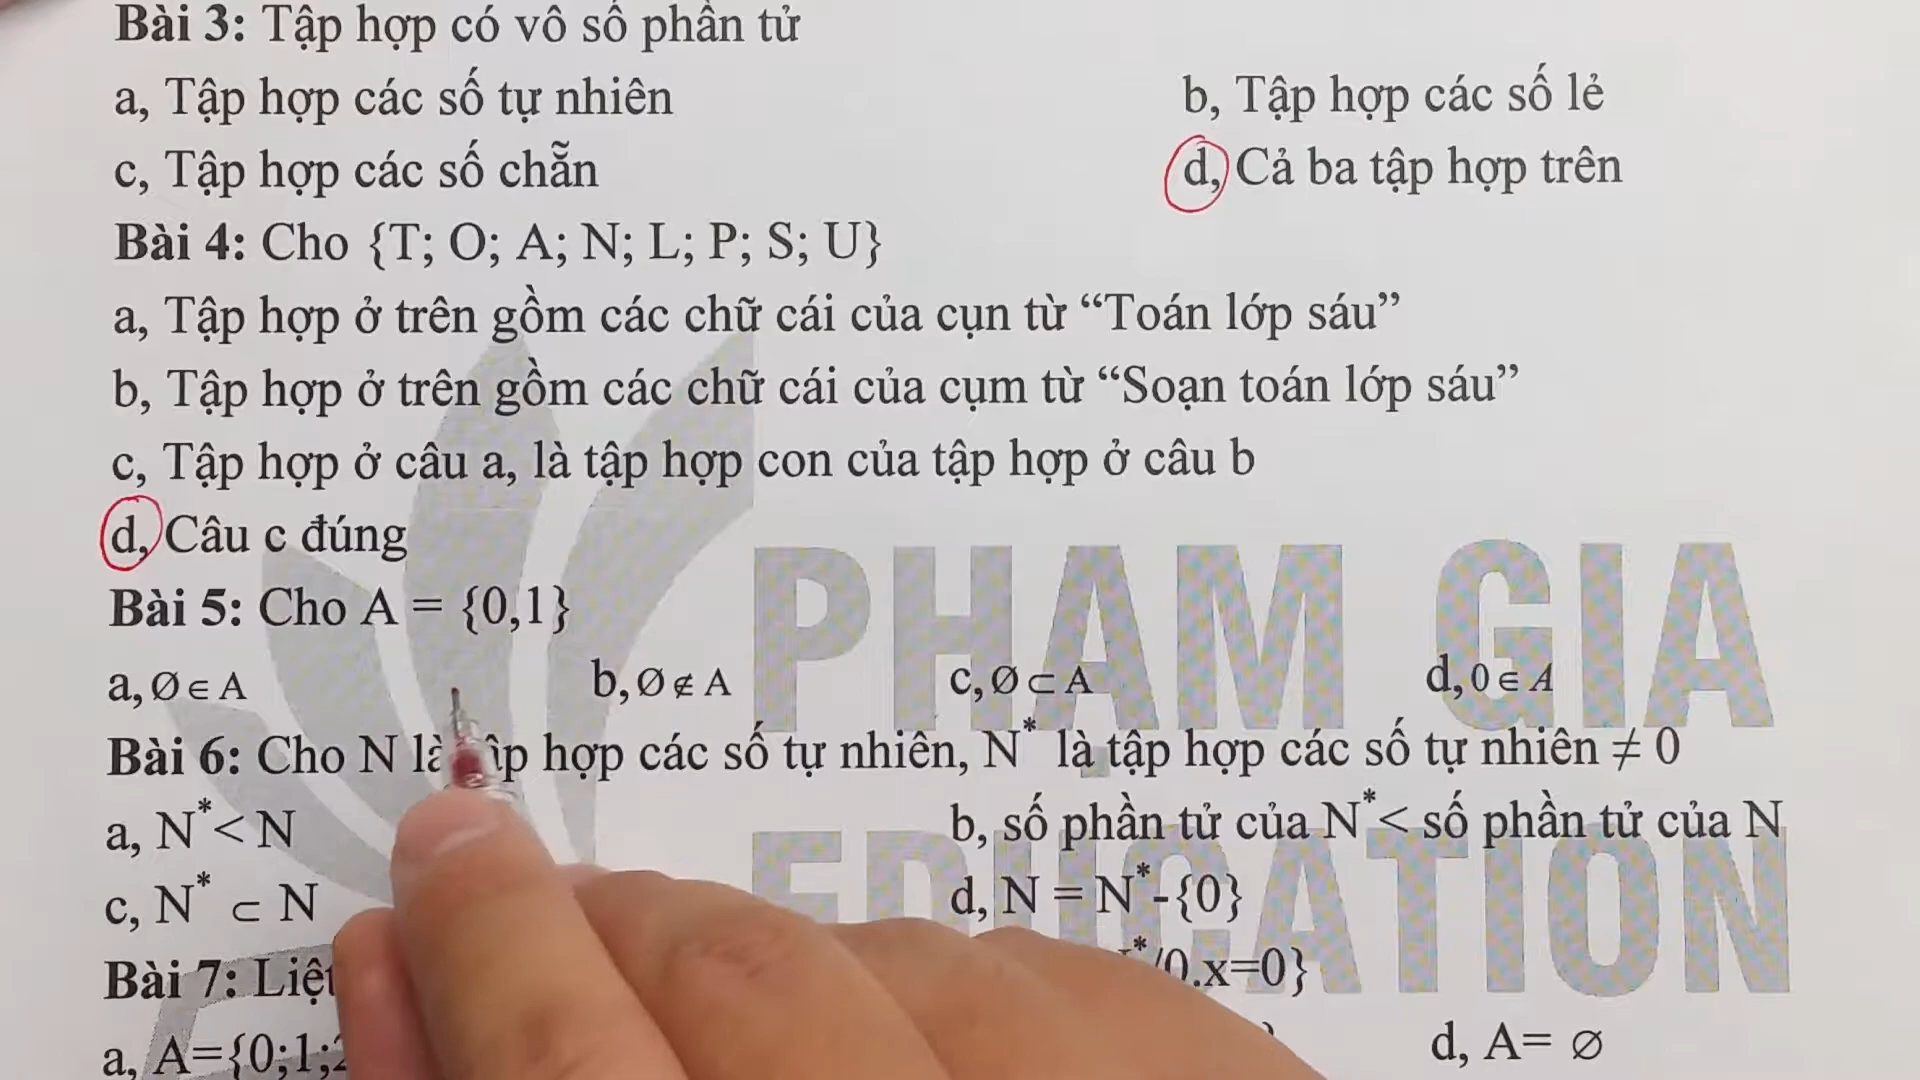 Bài 3: Tập hợp có vô số phần tử
a, Tập hợp các số tự nhiên b, Tập hợp các số lẻ
c, Tập hợp các số chẵn d, Cả ba tập hợp trên
Bài 4: Cho {T; O; A; N; L; P; S; U}
a, Tập hợp ở trên gồm các chữ cái của cụn từ “Toán lớp sáu”
b, Tập hợp ở trên gồm các chữ cái của cụm từ “Soạn toán lớp sáu”
c, Tập hợp ở câu a, là tập hợp con của tập hợp ở câu b
d, Câu c đúng
Bài 5: Cho A = {0,1}
a, Ø ∈ A b, Ø ∉ A c, Ø ⊂ A d, 0 ∈ A
Bài 6: Cho N là hợp các số tự nhiên, N* là tập hợp các số tự nhiên ≠ 0
a, N* < N b, số phần tử của N* < số phần tử của N
c, N* ⊂ N d, N = N*-{0}
Bài 7: */0.x=0}
a, A={0;1; d, A= Ø
PHẠM GIA
EDUCATION